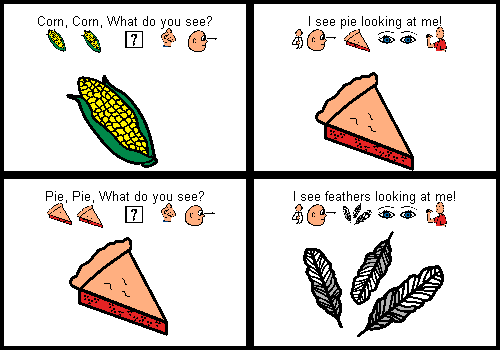 Corn, Corn, What do you see?
?
I see pie looking at me!
Pie, Pie, What do you see?
?
I see feathers looking at me!